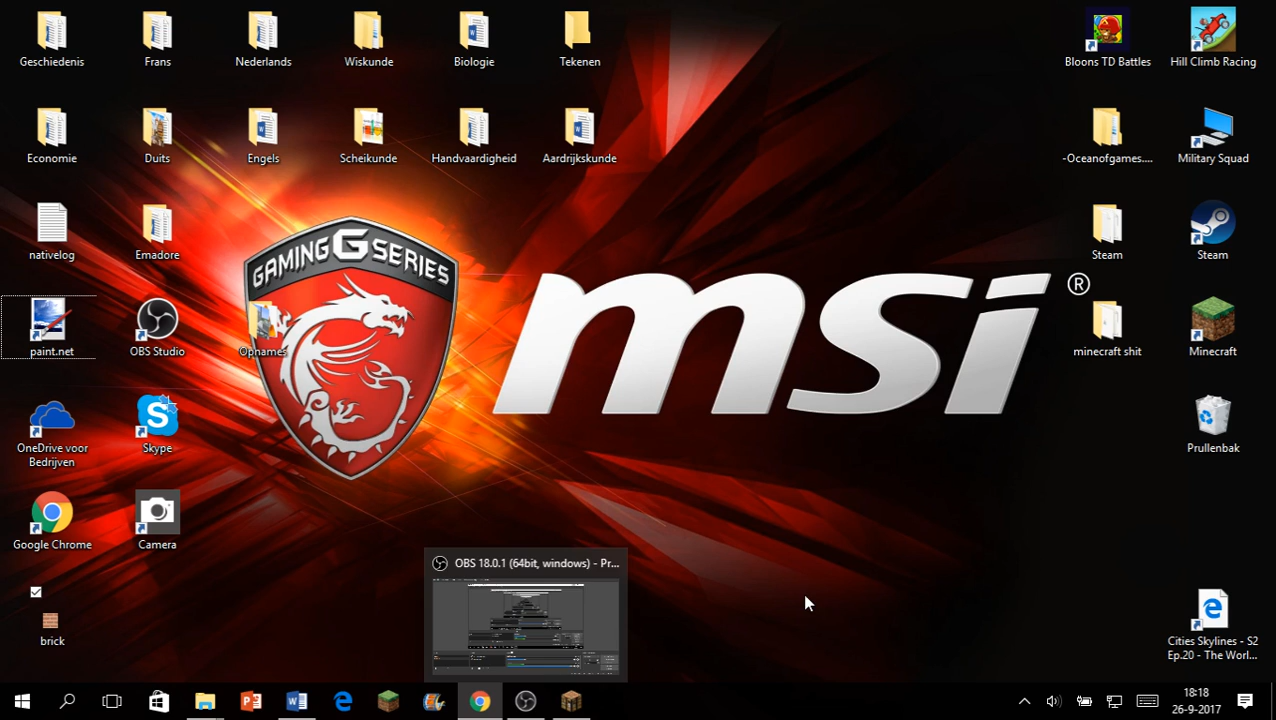 Geschiedenis
Frans
Nederlands
Wiskunde
Biologie
Tekenen
Bloons TD Battles
Hill Climb Racing
Economie
Duits
Engels
Scheikunde
Handvaardigheid
Aardrijkskunde
-Oceanofgames....
Military Squad
nativelog
Emadore
GAMING G SERIES
msi
®
Steam
Steam
paint.net
OBS Studio
Opnames
minecraft shit
Minecraft
OneDrive voor
Bedrijven
Skype
Prullenbak
Google Chrome
Camera
OBS 18.0.1 (64bit, windows) - Pr...
brick
Cities Skylines - S2
Ep.20 - The Worl...
18:18
26-9-2017